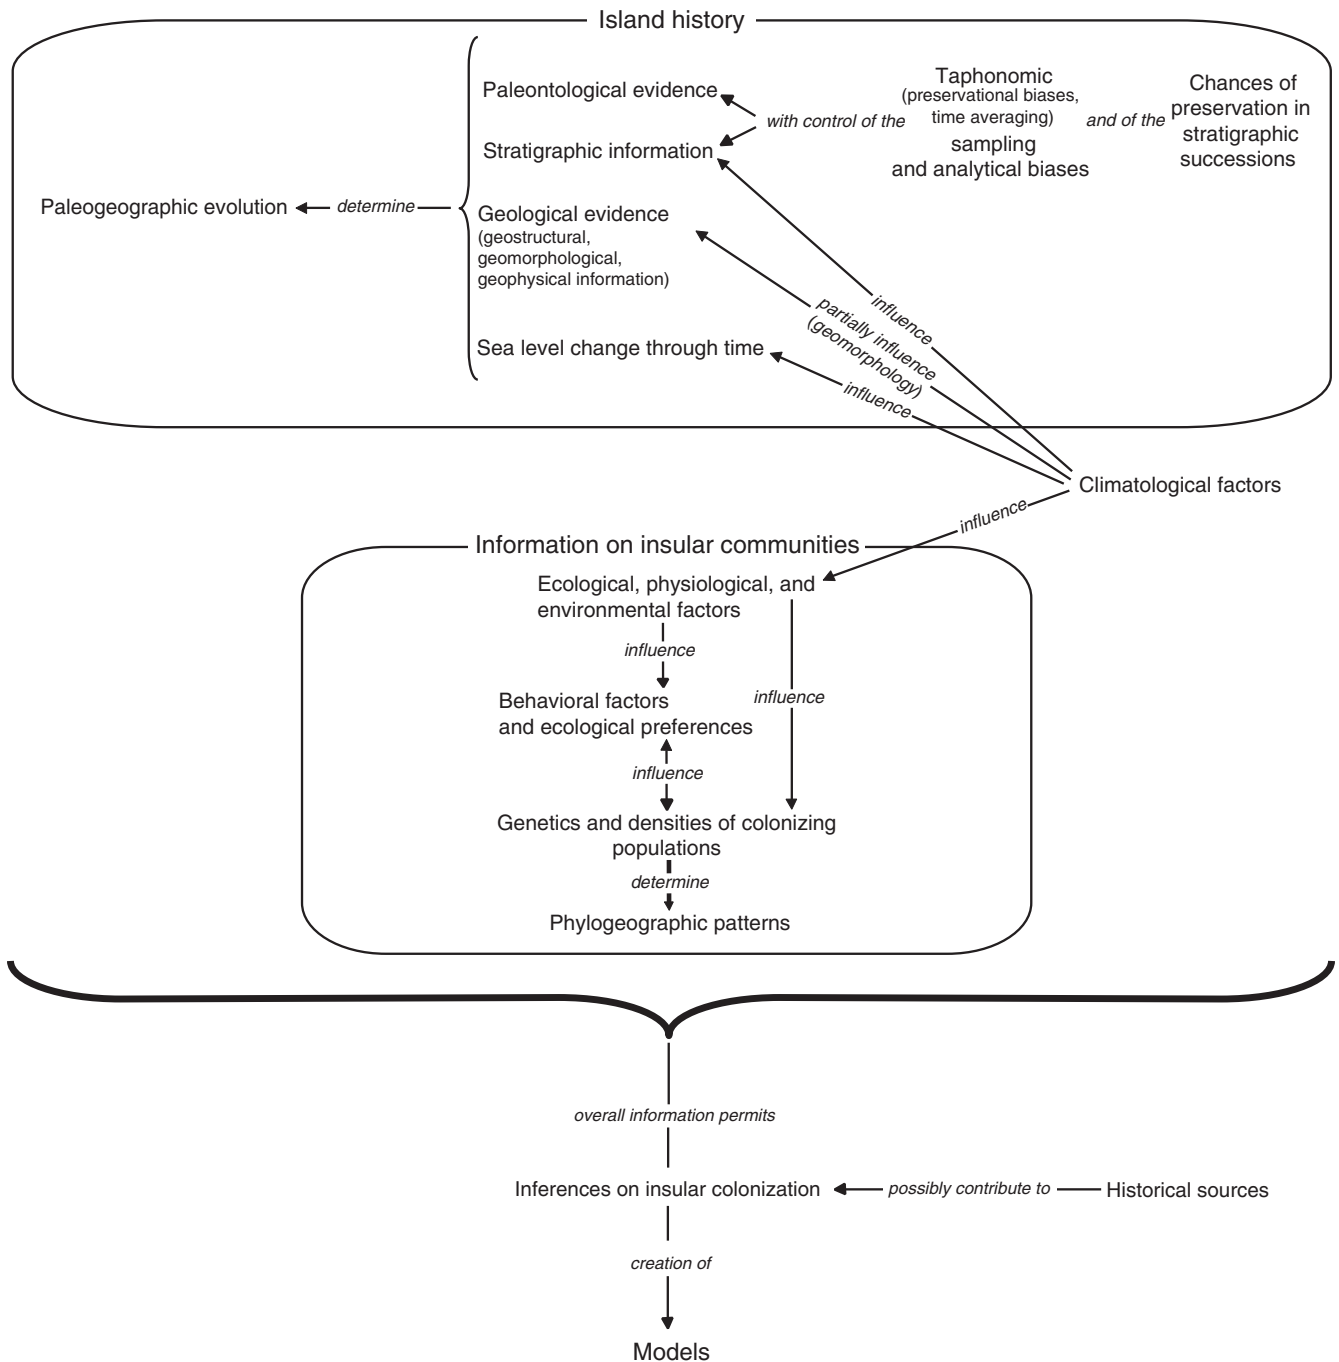 Island history
Paleontological evidence
Stratigraphic information
with control of the
Taphonomic
(preservational biases,
time averaging)
sampling
and analytical biases
and of the
Chances of
preservation in
stratigraphic
successions
Paleogeographic evolution
determine
Geological evidence
(geostructural,
geomorphological,
geophysical information)
Sea level change through time
influence
partially influence
(geomorphology)
influence
Climatological factors
influence
Information on insular communities
Ecological, physiological, and
environmental factors
influence
influence
Behavioral factors
and ecological preferences
influence
Genetics and densities of colonizing
populations
determine
Phylogeographic patterns
overall information permits
Inferences on insular colonization
possibly contribute to
Historical sources
creation of
Models